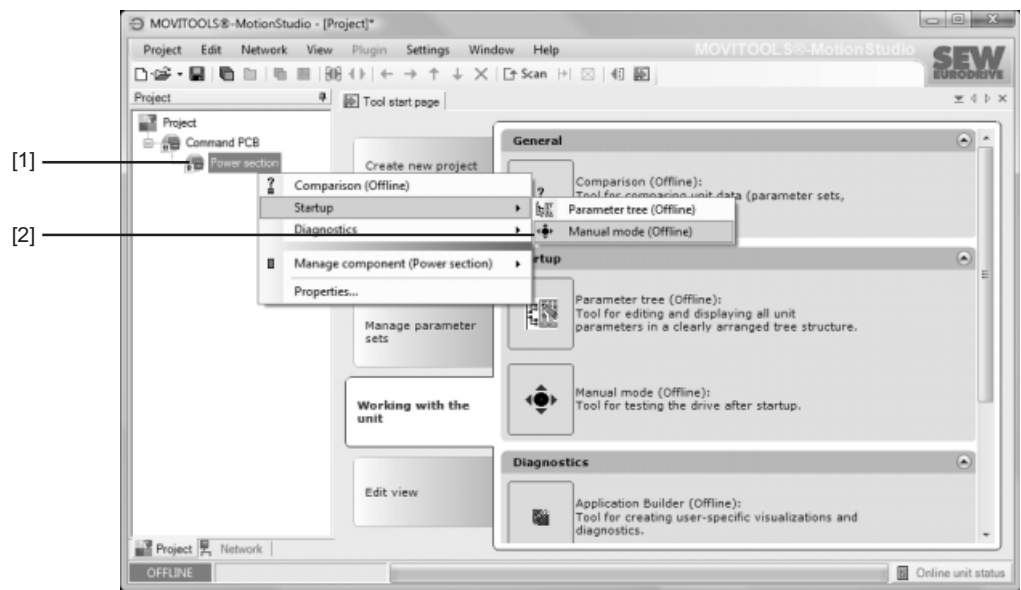 MOVITOOLS®-MotionStudio - [Project]*
Project Edit Network View Plugin Settings Window Help
MOVITOOLS®-MotionStudio
SEW
EURODRIVE
Scan
Project
Tool start page
Project
Command PCB
[1]
Power section
Create new project
General
Comparison (Offline):
Tool for comparing unit data (parameter sets,
?
Comparison (Offline)
Startup
Diagnostics
Manage component (Power section)
Properties...
[2]
Parameter tree (Offline)
Manual mode (Offline)
rtup
Parameter tree (Offline):
Tool for editing and displaying all unit
parameters in a clearly arranged tree structure.
Manage parameter
sets
Manual mode (Offline):
Tool for testing the drive after startup.
Working with the
unit
Diagnostics
Edit view
Application Builder (Offline):
Tool for creating user-specific visualizations and
diagnostics.
Project Network
OFFLINE
Online unit status